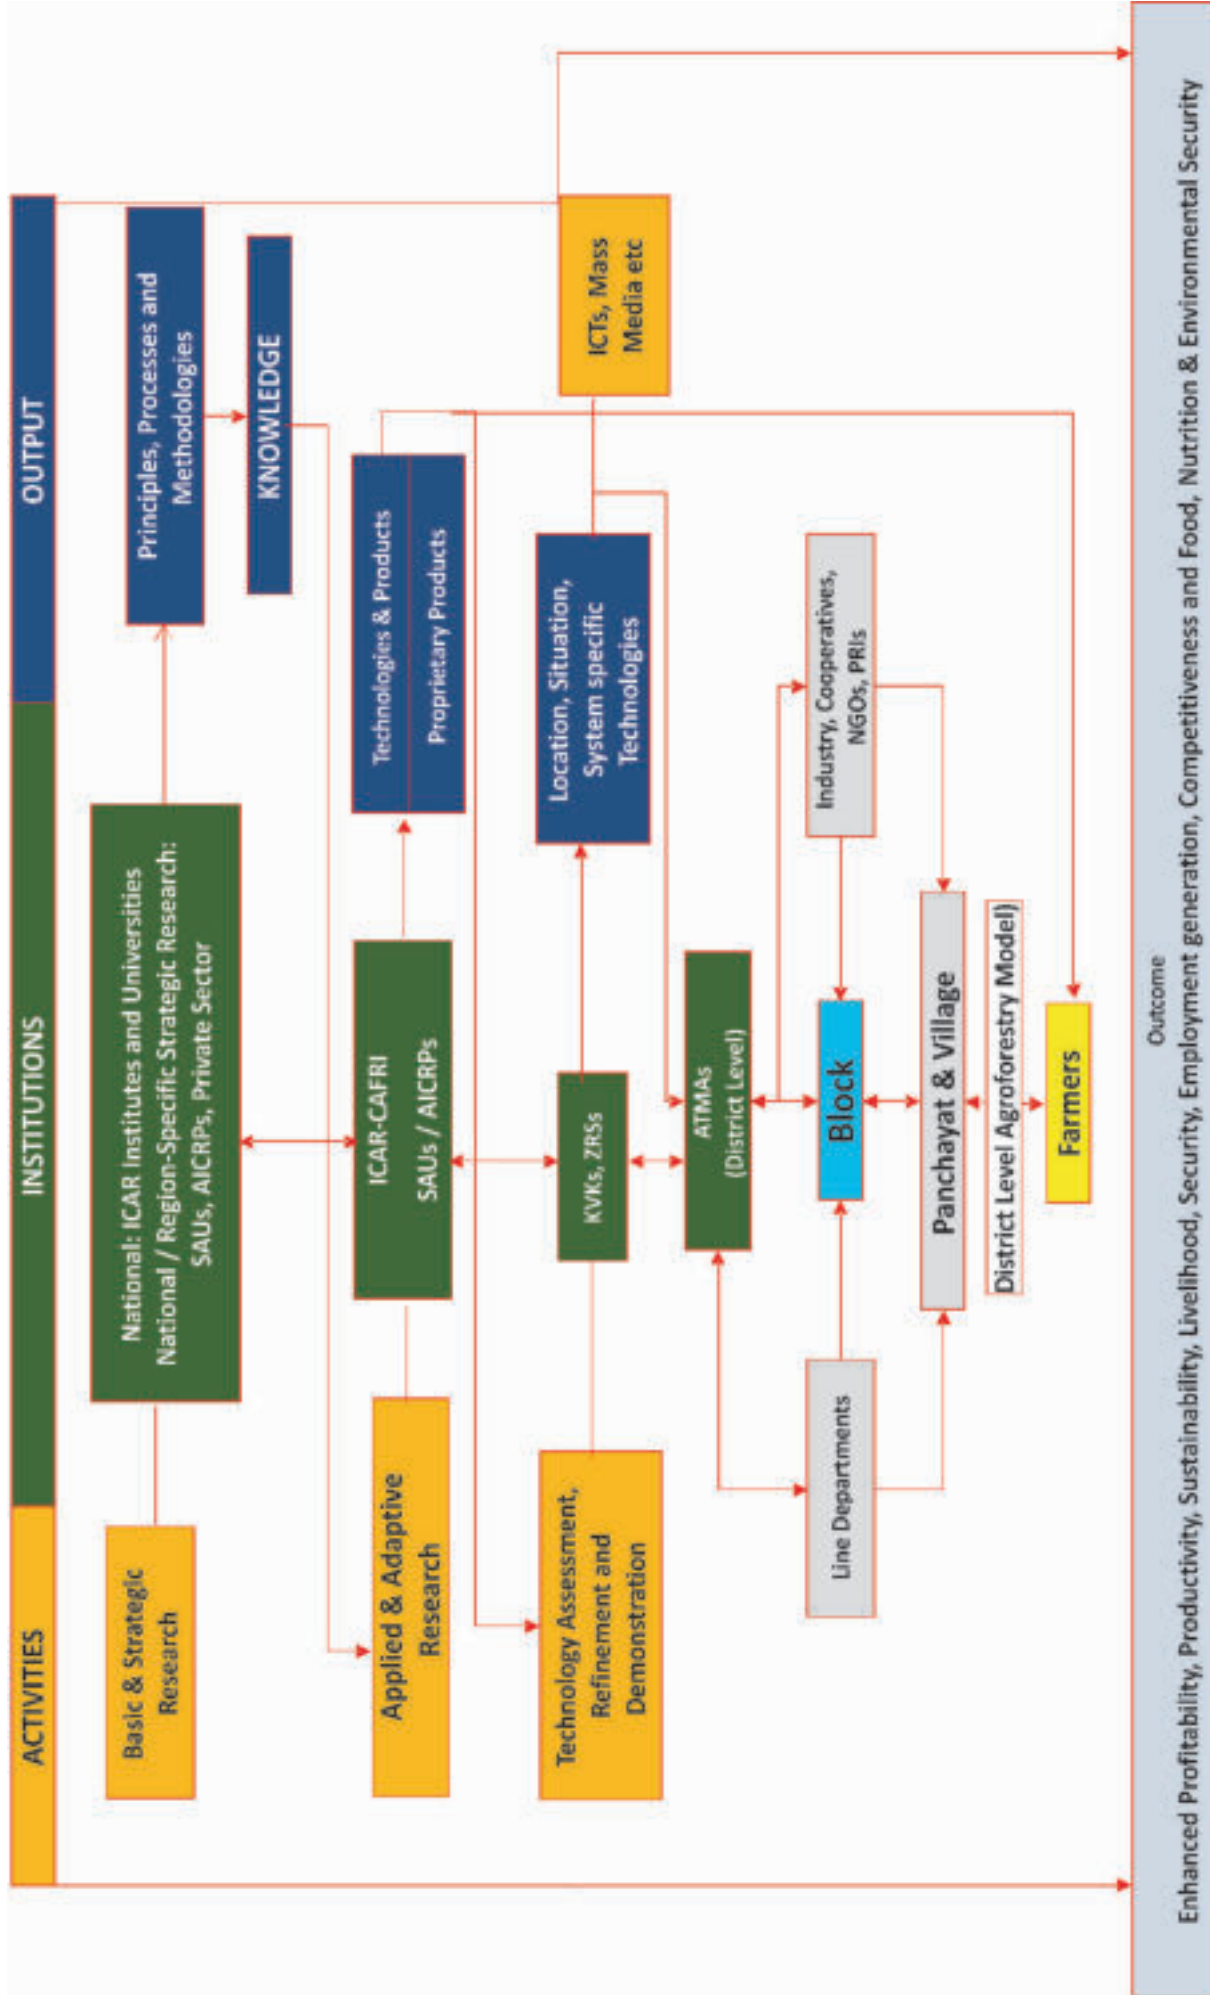 ACTIVITIES
INSTITUTIONS
OUTPUT
Basic & Strategic
Research
National: ICAR Institutes and Universities
National / Region-Specific Strategic Research:
SAUs, AICRPs, Private Sector
Principles, Processes and
Methodologies
KNOWLEDGE
Applied & Adaptive
Research
ICAR-CAFRI
SAUs / AICRPs
Technologies & Products
Proprietary Products
Technology Assessment,
Refinement and
Demonstration
KVKs, ZRSs
Location, Situation,
System specific
Technologies
ICTs, Mass
Media etc
ATMAs
(District Level)
Line Departments
Block
Industry, Cooperatives,
NGOs, PRIs
Panchayat & Village
District Level Agroforestry Model)
Farmers
Outcome
Enhanced Profitability, Productivity, Sustainability, Livelihood, Security, Employment generation, Competitiveness and Food, Nutrition & Environmental Security